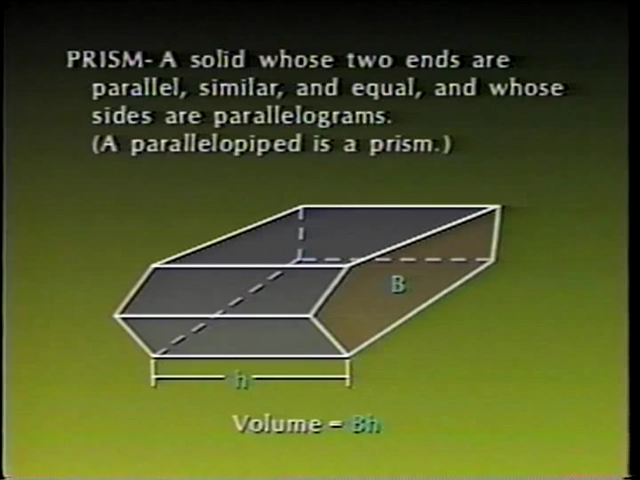 PRISM- A solid whose two ends are
parallel, similar, and equal, and whose
sides are parallelograms.
(A parallelopiped is a prism.)
B
h
Volume = Bh